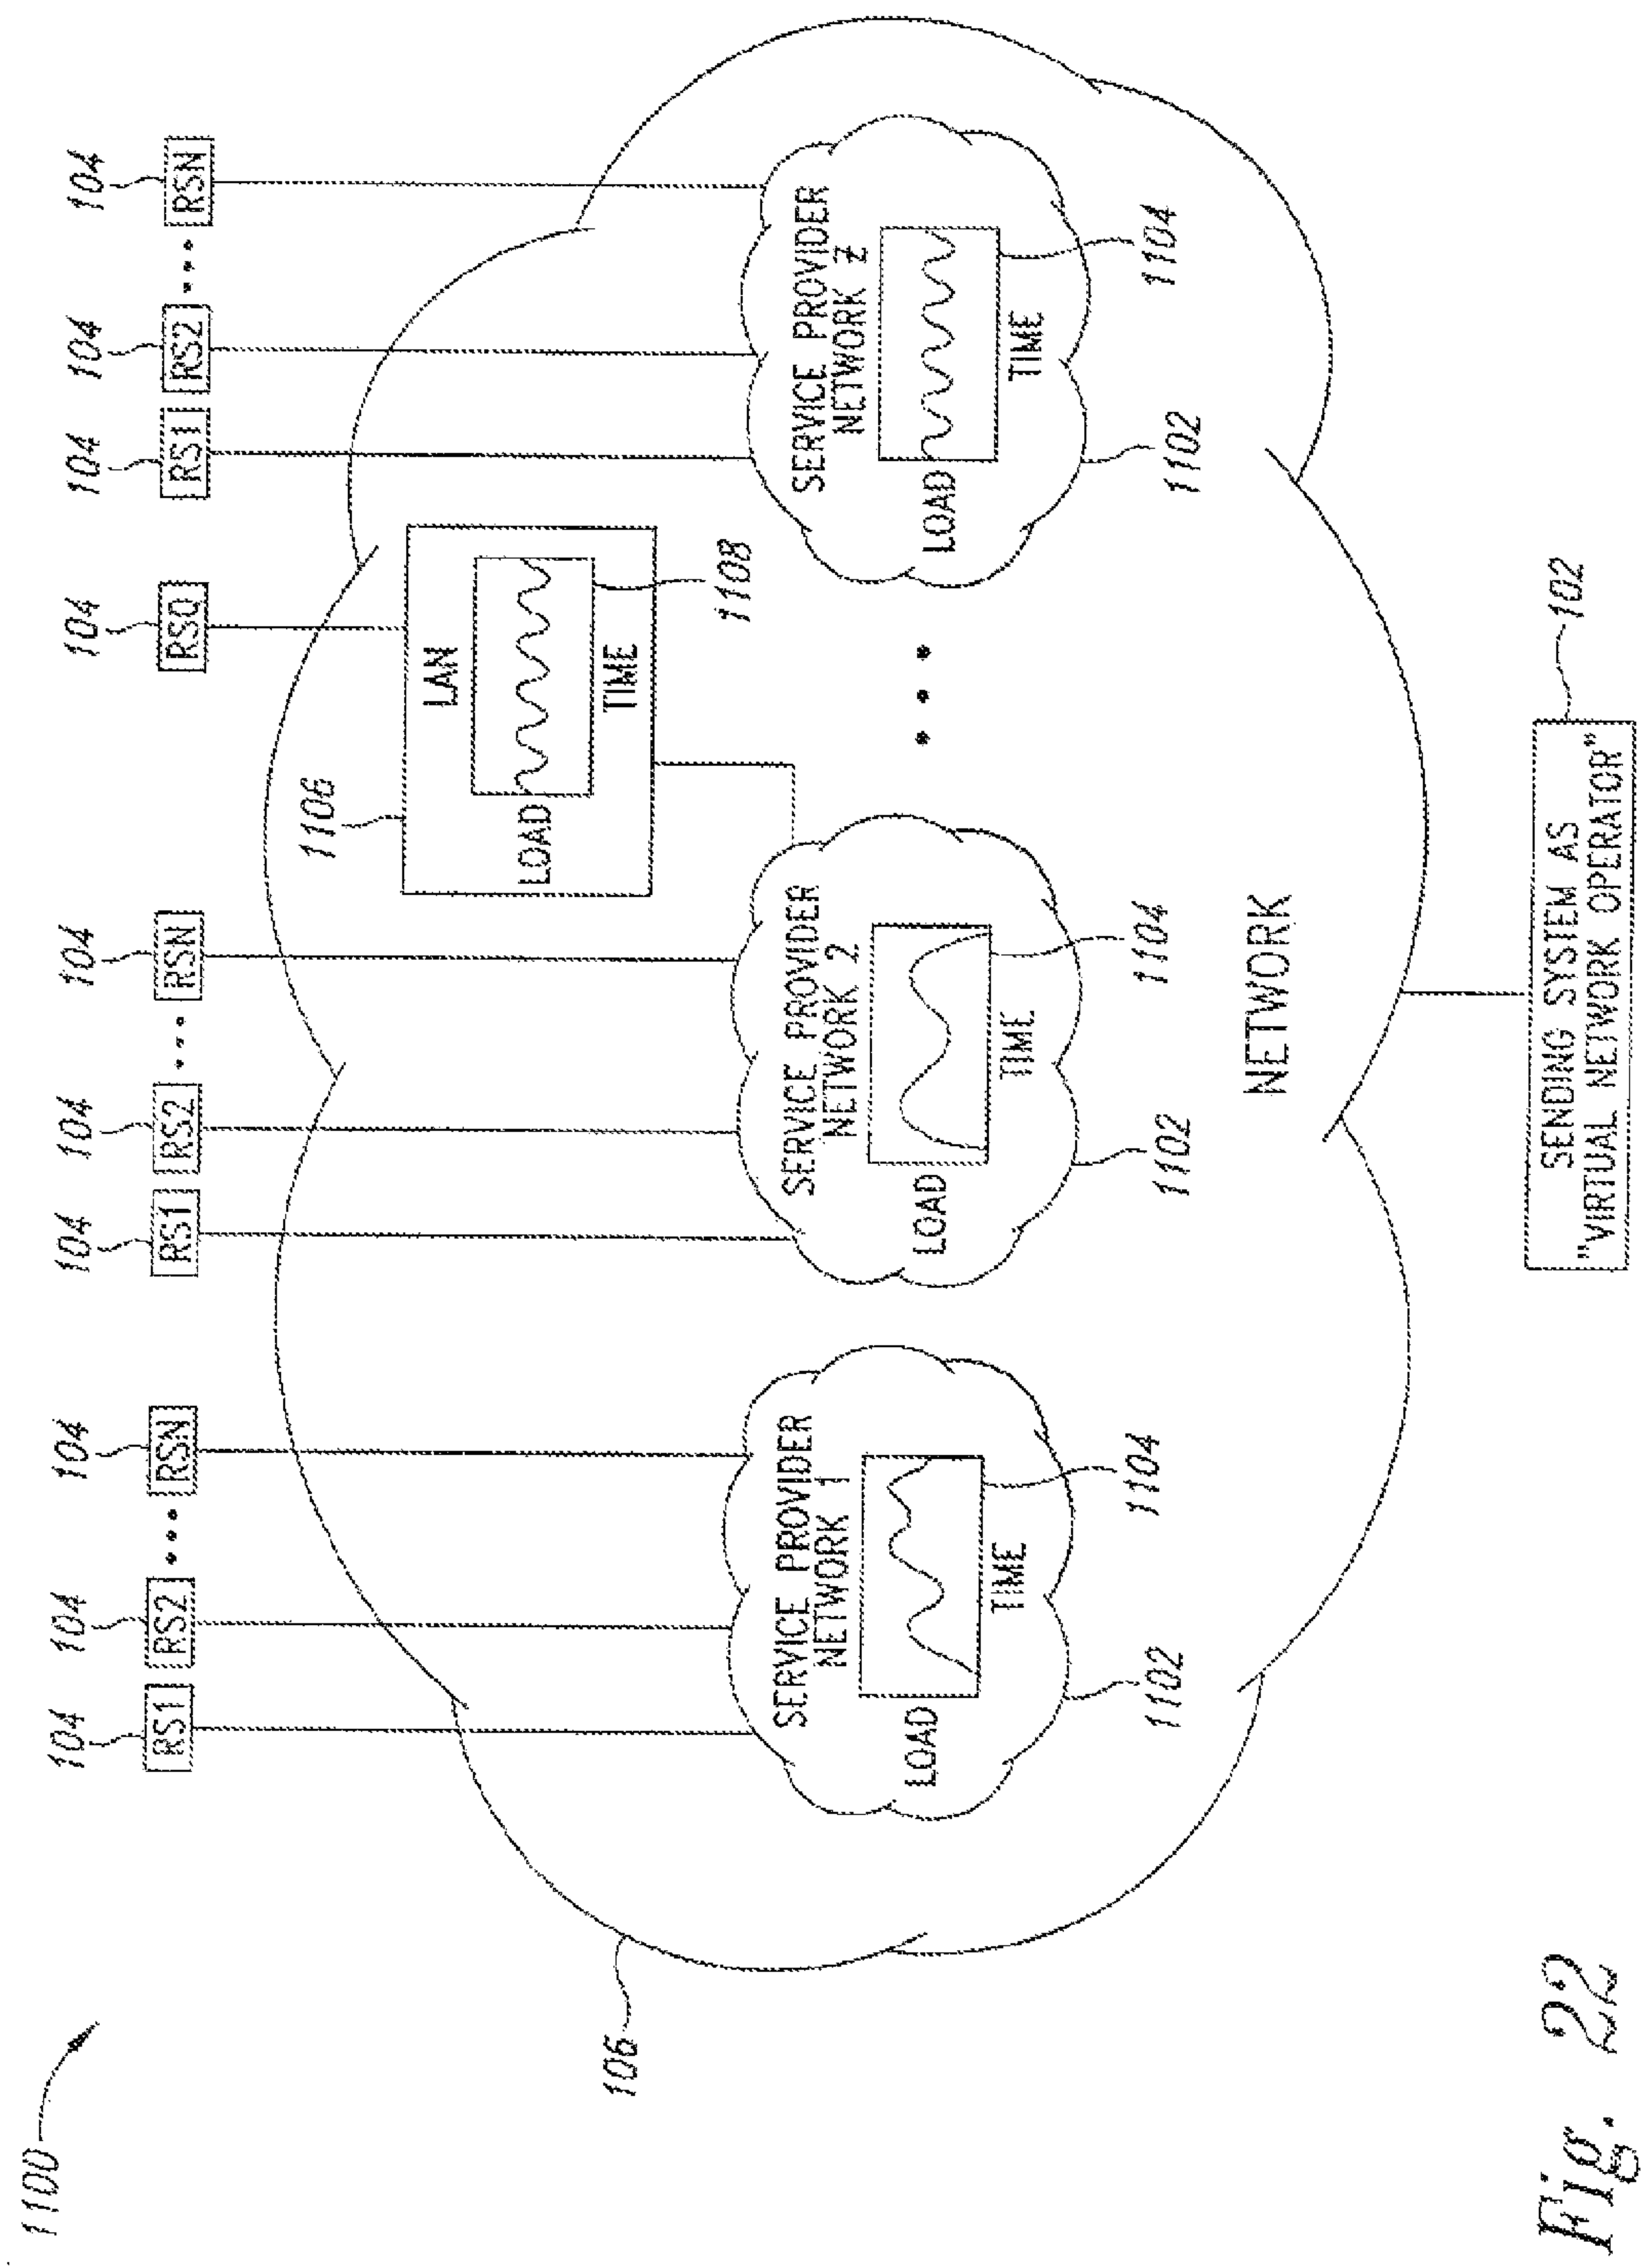 1100
104 104 104 104 104 104 104 104 104 104
RS1 RS2 ••• RSN RS1 RS2 ••• RSN RSQ RS1 RS2 ••• RSN
1106
LAN
LOAD
TIME
1108
106
SERVICE PROVIDER
NETWORK 1
LOAD
TIME
1104
1102
SERVICE PROVIDER
NETWORK 2
LOAD
TIME
1104
1102
• • •
SERVICE PROVIDER
NETWORK Z
LOAD
TIME
1104
1102
NETWORK
102
SENDING SYSTEM AS
"VIRTUAL NETWORK OPERATOR"
Fig. 22